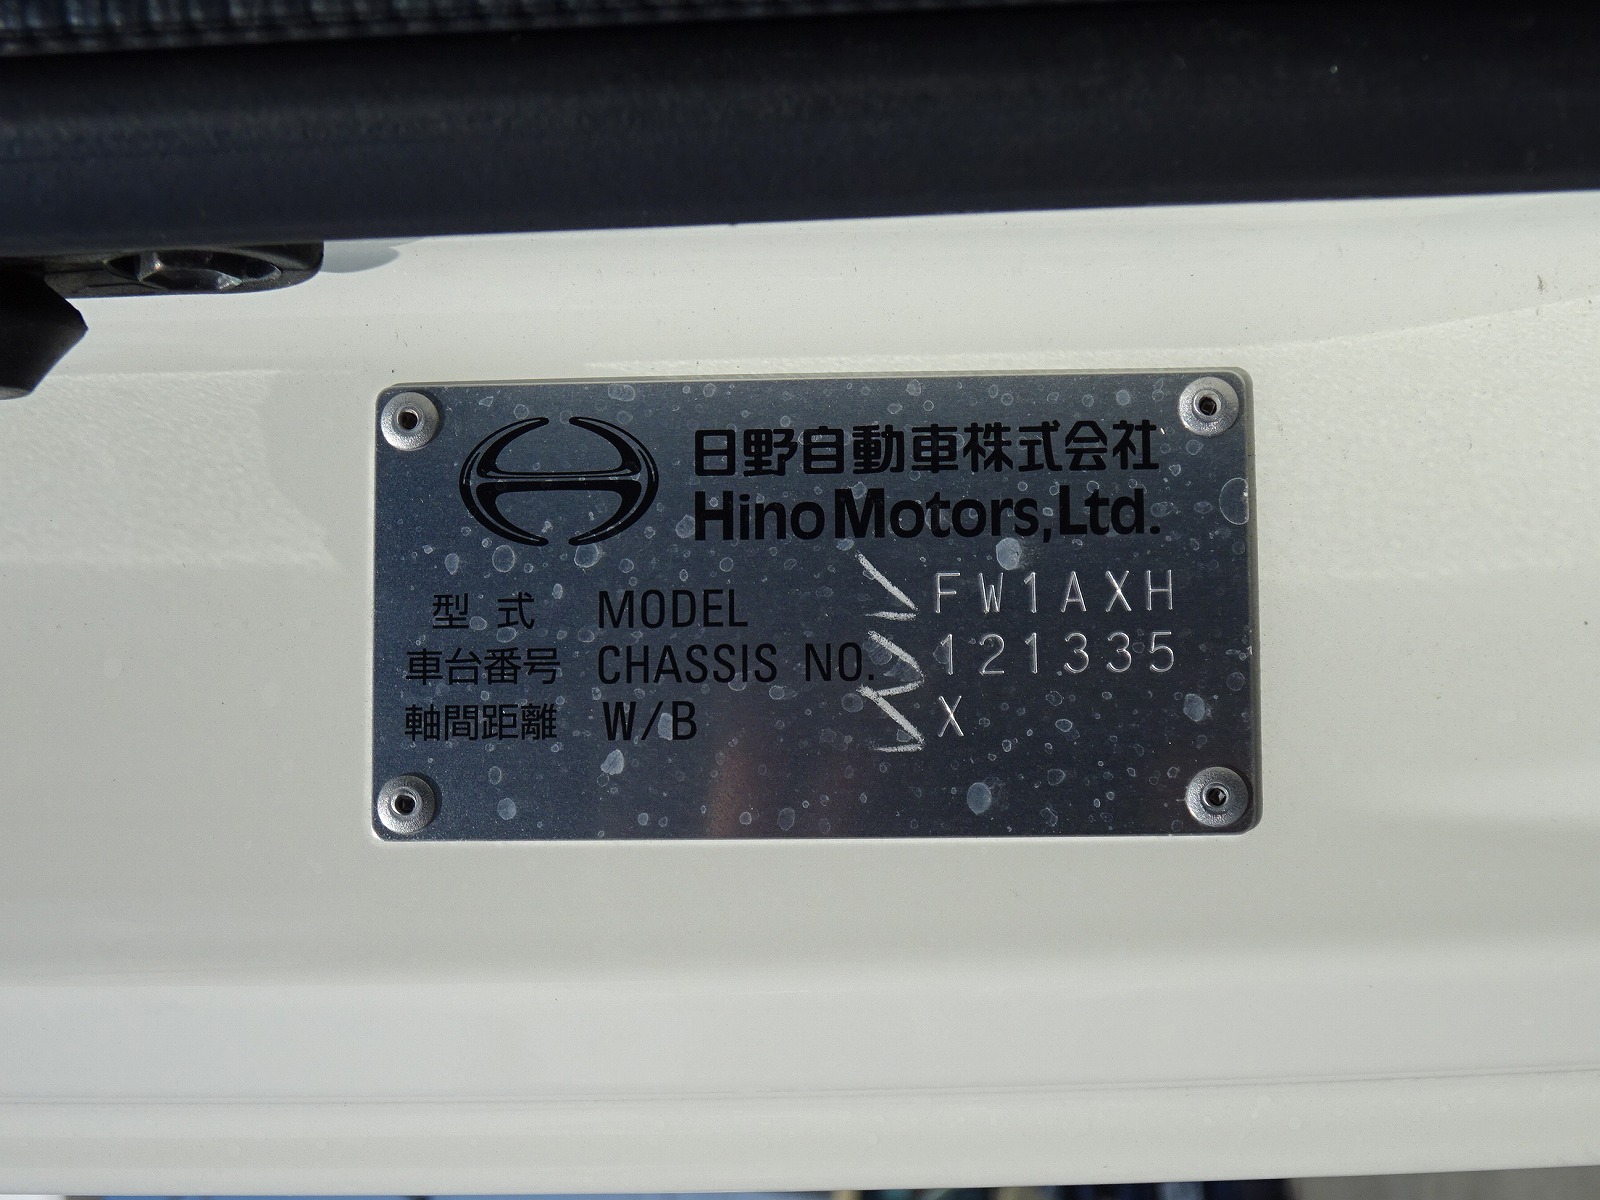 日野自動車株式会社
Hino Motors,Ltd.
型式 MODEL FW1AXH
車台番号 CHASSIS NO. 121335
軸間距離 W/B X